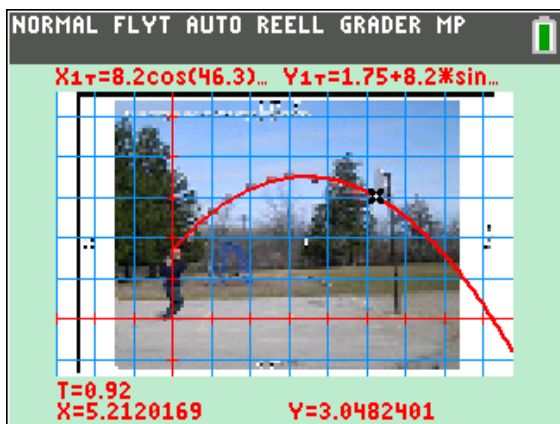 NORMAL FLYT AUTO REELL GRADER MP
X1T=8.2cos(46.3)… Y1T=1.75+8.2*sin…
T=0.92
X=5.2120169 Y=3.0482401